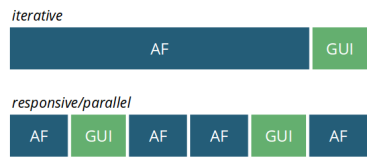 iterative
AF GUI
responsive/parallel
AF GUI AF AF GUI AF